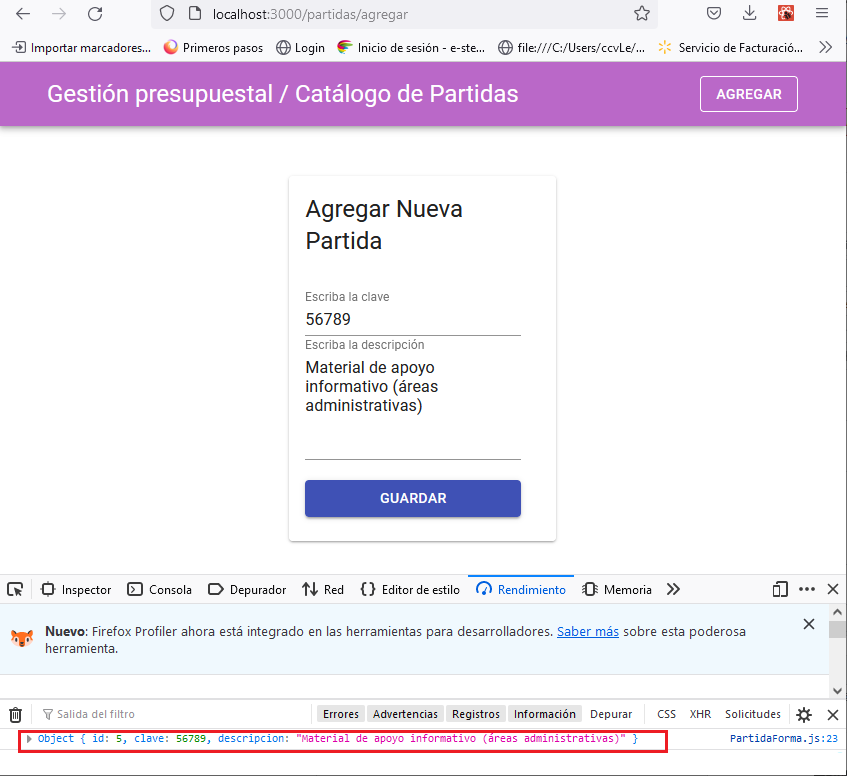 localhost:3000/partidas/agregar
Importar marcadores... Primeros pasos Login Inicio de sesión - e-ste... file:///C:/Users/ccvLe/... Servicio de Facturació...
Gestión presupuestal / Catálogo de Partidas AGREGAR
Agregar Nueva
Partida
Escriba la clave
56789
Escriba la descripción
Material de apoyo
informativo (áreas
administrativas)
GUARDAR
Inspector Consola Depurador Red Editor de estilo Rendimiento Memoria
Nuevo: Firefox Profiler ahora está integrado en las herramientas para desarrolladores. Saber más sobre esta poderosa
herramienta.
Salida del filtro Errores Advertencias Registros Información Depurar CSS XHR Solicitudes
Object { id: 5, clave: 56789, descripcion: "Material de apoyo informativo (áreas administrativas)" } PartidaForma.js:23